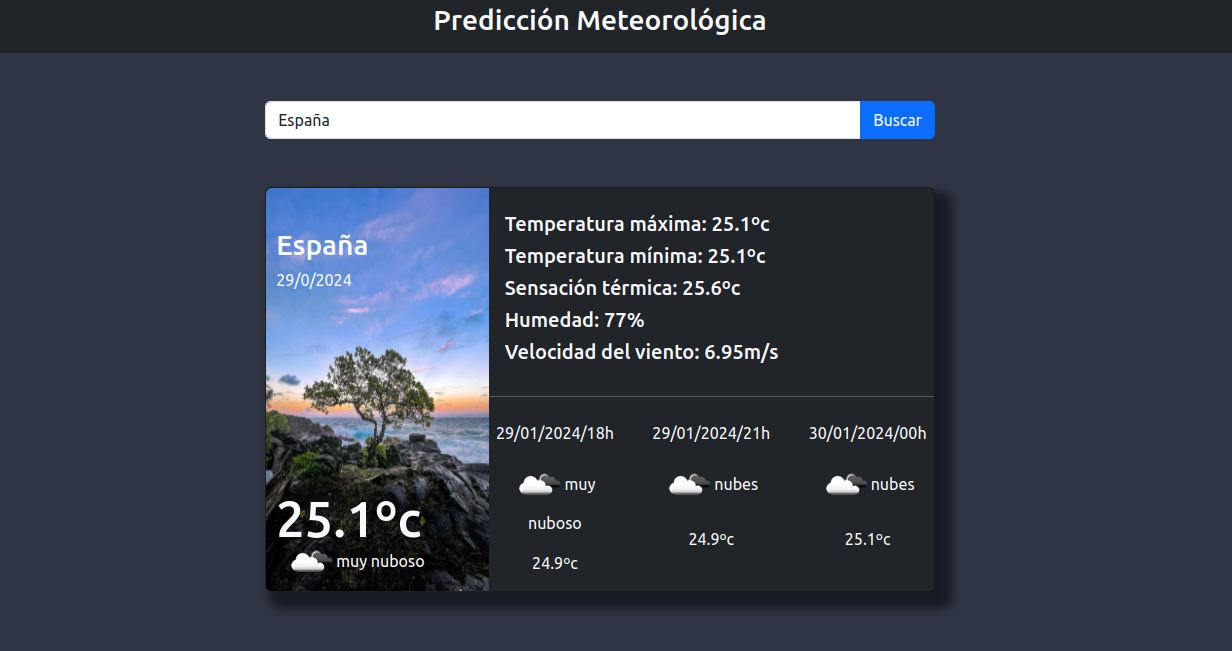 Predicción Meteorológica
España
Buscar
España
29/0/2024
25.1ºc
muy nuboso
Temperatura máxima: 25.1ºc
Temperatura mínima: 25.1ºc
Sensación térmica: 25.6ºc
Humedad: 77%
Velocidad del viento: 6.95m/s
29/01/2024/18h
muy
nuboso
24.9ºc
29/01/2024/21h
nubes
24.9ºc
30/01/2024/00h
nubes
25.1ºc